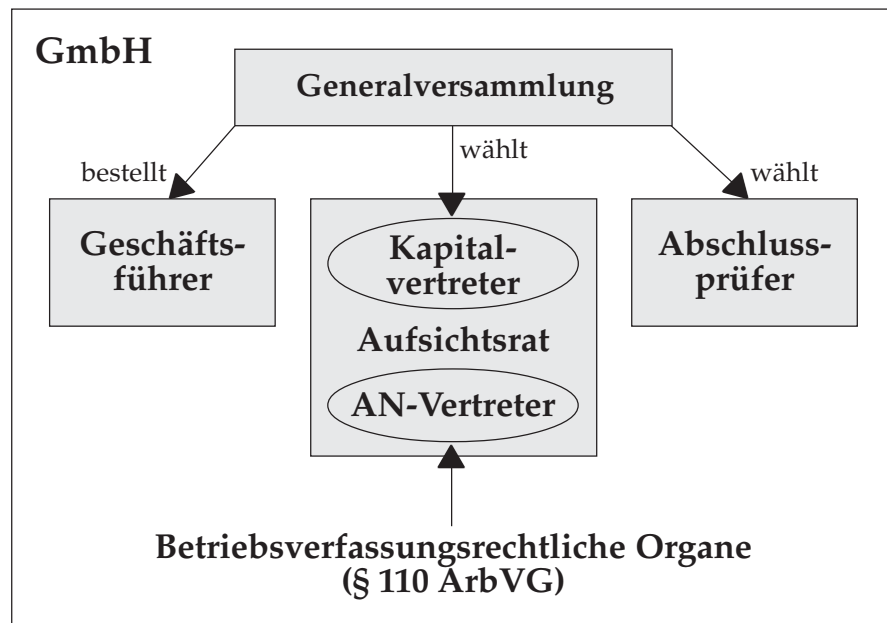 GmbH
Generalversammlung
bestellt
wählt
wählt
Geschäfts-
führer
Kapital-
vertreter
Aufsichtsrat
AN-Vertreter
Abschluss-
prüfer
Betriebsverfassungsrechtliche Organe
(§ 110 ArbVG)